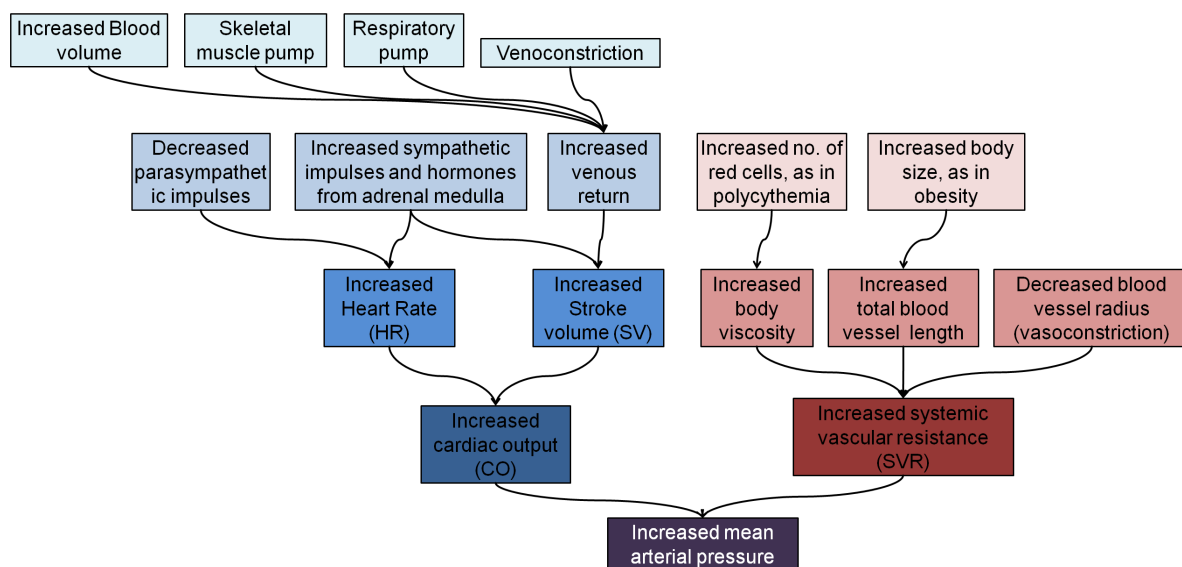 Increased Blood
volume
Skeletal
muscle pump
Respiratory
pump
Venoconstriction
Decreased
parasympathet
ic impulses
Increased sympathetic
impulses and hormones
from adrenal medulla
Increased
venous
return
Increased no. of
red cells, as in
polycythemia
Increased body
size, as in
obesity
Increased
Heart Rate
(HR)
Increased
Stroke
volume (SV)
Increased
body
viscosity
Increased
total blood
vessel length
Decreased blood
vessel radius
(vasoconstriction)
Increased
cardiac output
(CO)
Increased systemic
vascular resistance
(SVR)
Increased mean
arterial pressure